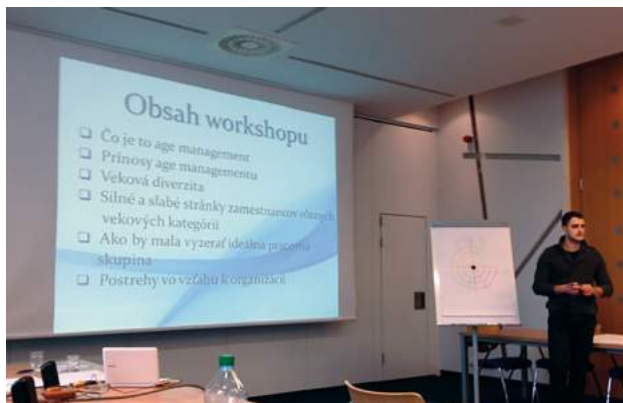 Obsah workshopu
❑ Čo je to age management
❑ Prínosy age managementu
❑ Veková diverzita
❑ Silné a slabé stránky zamestnancov rôznych
vekových kategórií
❑ Ako by mala vyzerať ideálna pracovná
skupina
❑ Postrehy vo vzťahu k organizácii